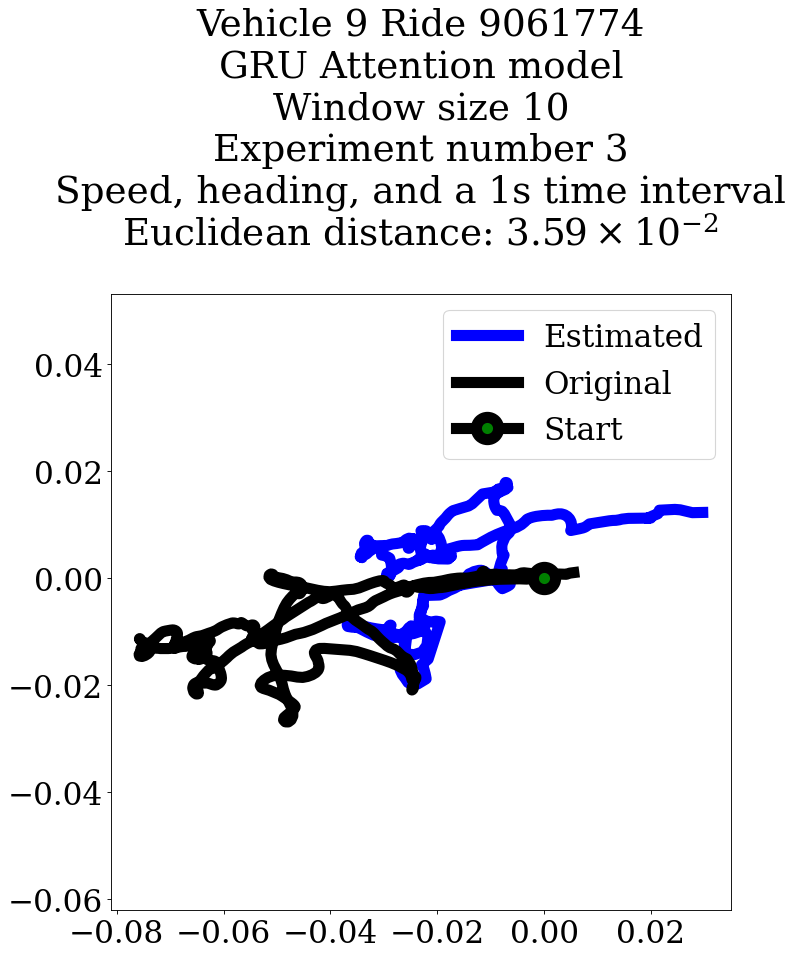 Vehicle 9 Ride 9061774
GRU Attention model
Window size 10
Experiment number 3
Speed, heading, and a 1s time interval
Euclidean distance: 3.59 × 10⁻²
Estimated
Original
Start
0.04
0.02
0.00
−0.02
−0.04
−0.06
−0.08 −0.06 −0.04 −0.02 0.00 0.02